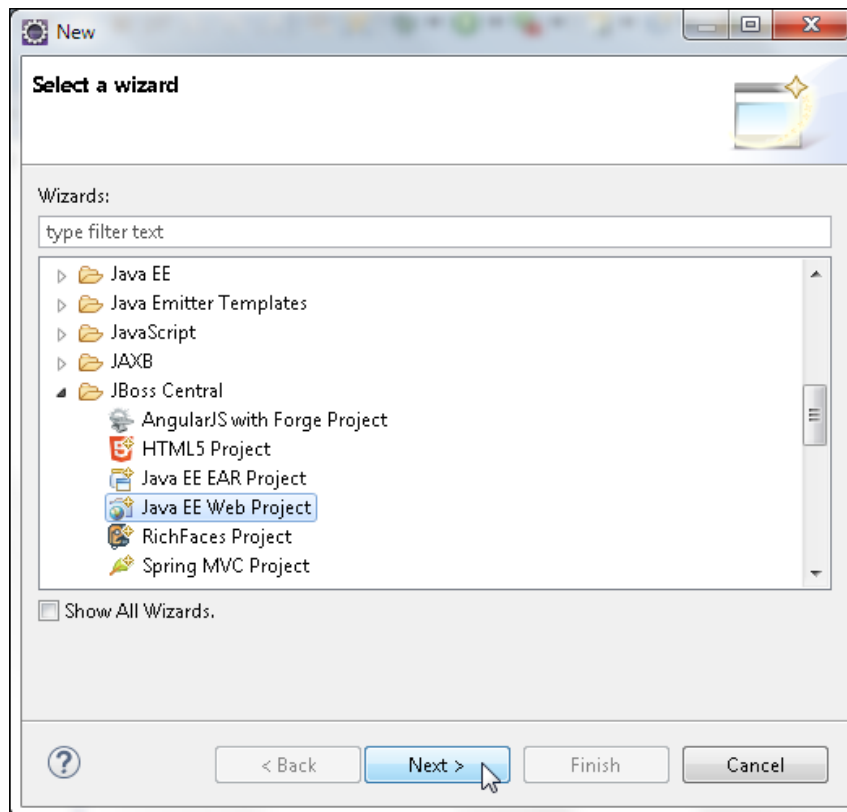 New
Select a wizard
Wizards:
type filter text
Java EE
Java Emitter Templates
JavaScript
JAXB
JBoss Central
AngularJS with Forge Project
HTML5 Project
Java EE EAR Project
Java EE Web Project
RichFaces Project
Spring MVC Project
Show All Wizards.
? < Back Next > Finish Cancel